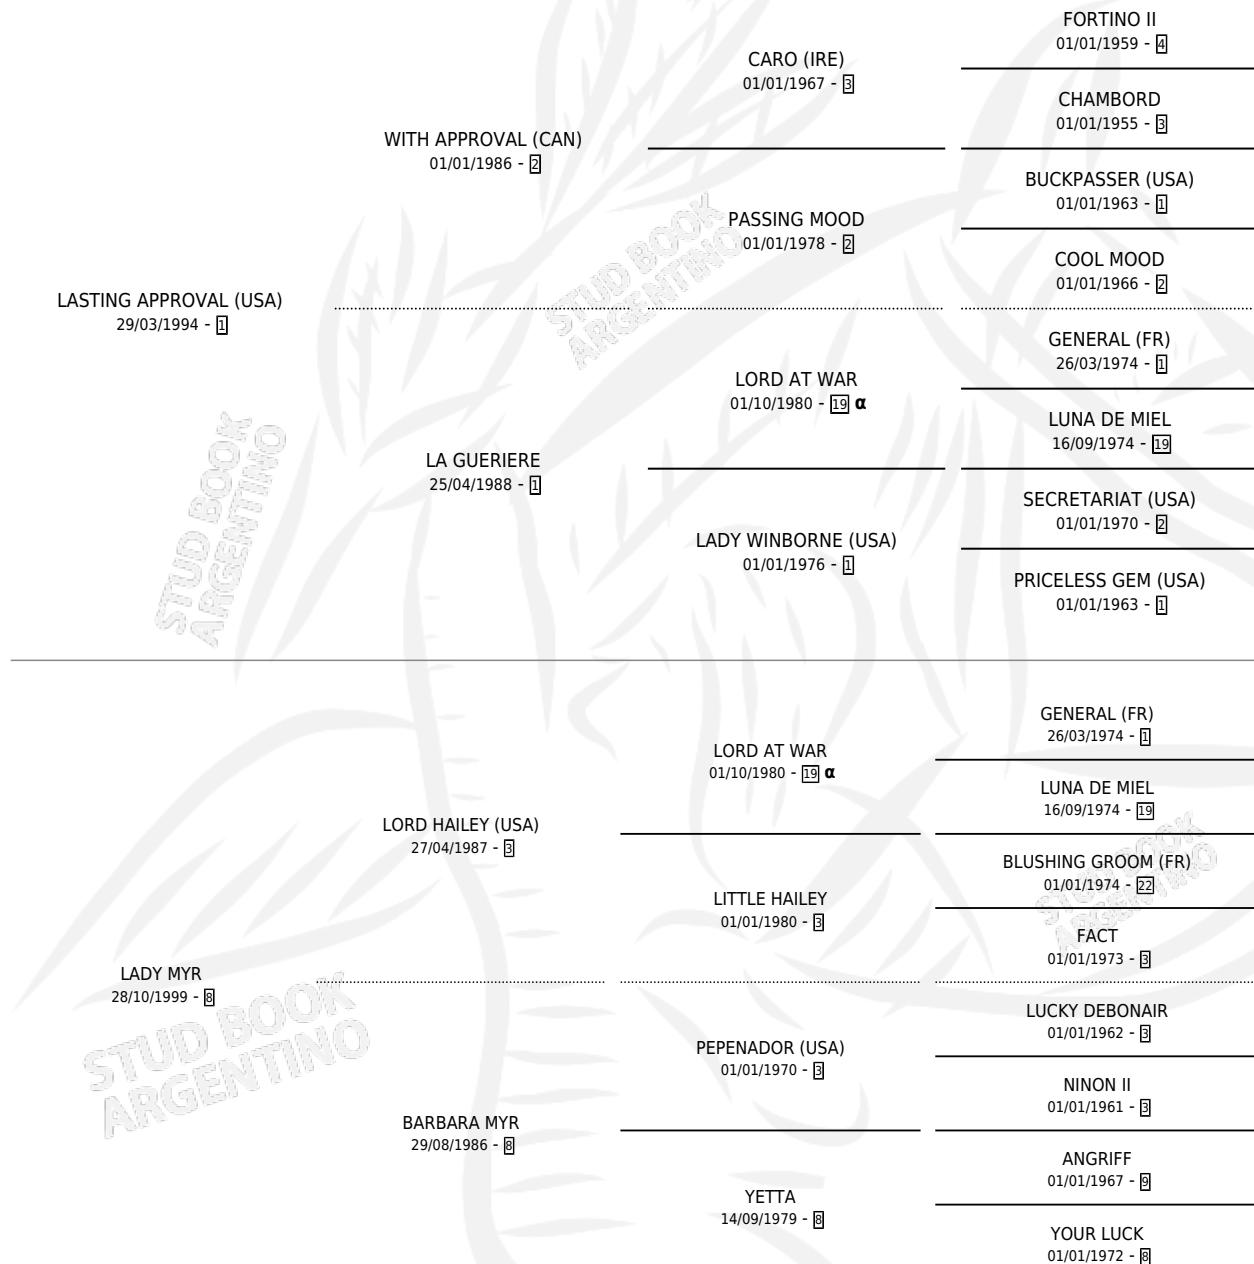 FORTINO II
01/01/1959 - 4
CARO (IRE)
01/01/1967 - 3
CHAMBORD
01/01/1955 - 3
WITH APPROVAL (CAN)
01/01/1986 - 2
BUCKPASSER (USA)
01/01/1963 - 1
PASSING MOOD
01/01/1978 - 2
COOL MOOD
01/01/1966 - 2
LASTING APPROVAL (USA)
29/03/1994 - 1
GENERAL (FR)
26/03/1974 - 1
LORD AT WAR
01/10/1980 - 19 α
LUNA DE MIEL
16/09/1974 - 19
LA GUERIERE
25/04/1988 - 1
SECRETARIAT (USA)
01/01/1970 - 2
LADY WINBORNE (USA)
01/01/1976 - 1
PRICELESS GEM (USA)
01/01/1963 - 1
GENERAL (FR)
26/03/1974 - 1
LORD AT WAR
01/10/1980 - 19 α
LUNA DE MIEL
16/09/1974 - 19
LORD HAILEY (USA)
27/04/1987 - 3
BLUSHING GROOM (FR)
01/01/1974 - 22
LITTLE HAILEY
01/01/1980 - 3
FACT
01/01/1973 - 3
LADY MYR
28/10/1999 - 8
LUCKY DEBONAIR
01/01/1962 - 3
PEPENADOR (USA)
01/01/1970 - 3
NINON II
01/01/1961 - 3
BARBARA MYR
29/08/1986 - 8
ANGRIFF
01/01/1967 - 9
YETTA
14/09/1979 - 8
YOUR LUCK
01/01/1972 - 8
STUD BOOK
ARGENTINO
STUD BOOK
ARGENTINO
STUD BOOK
ARGENTINO
STUD BOOK
ARGENTINO